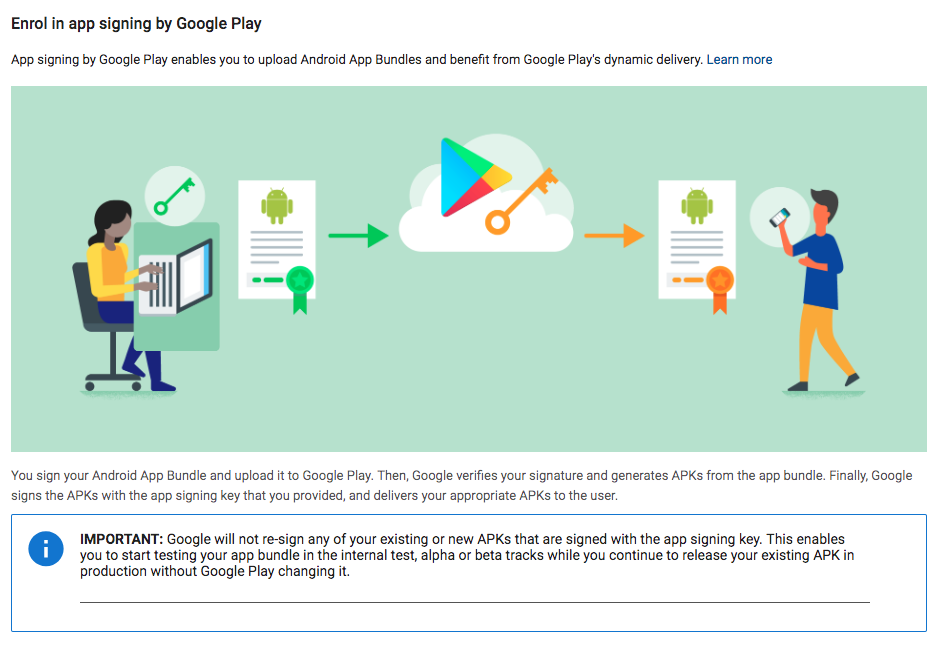 Enrol in app signing by Google Play
App signing by Google Play enables you to upload Android App Bundles and benefit from Google Play's dynamic delivery. Learn more
You sign your Android App Bundle and upload it to Google Play. Then, Google verifies your signature and generates APKs from the app bundle. Finally, Google
signs the APKs with the app signing key that you provided, and delivers your appropriate APKs to the user.
IMPORTANT: Google will not re-sign any of your existing or new APKs that are signed with the app signing key. This enables
you to start testing your app bundle in the internal test, alpha or beta tracks while you continue to release your existing APK in
production without Google Play changing it.